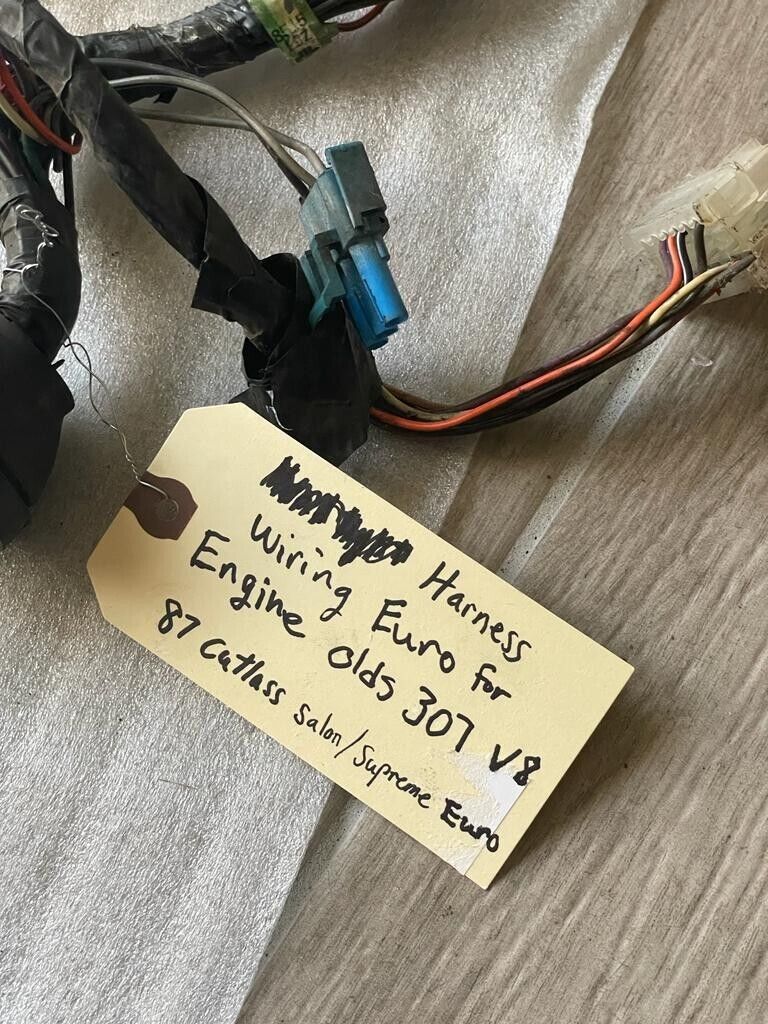 Harness
Wiring Euro for
Engine olds 307 V8
87 Cutlass Salon/Supreme Euro